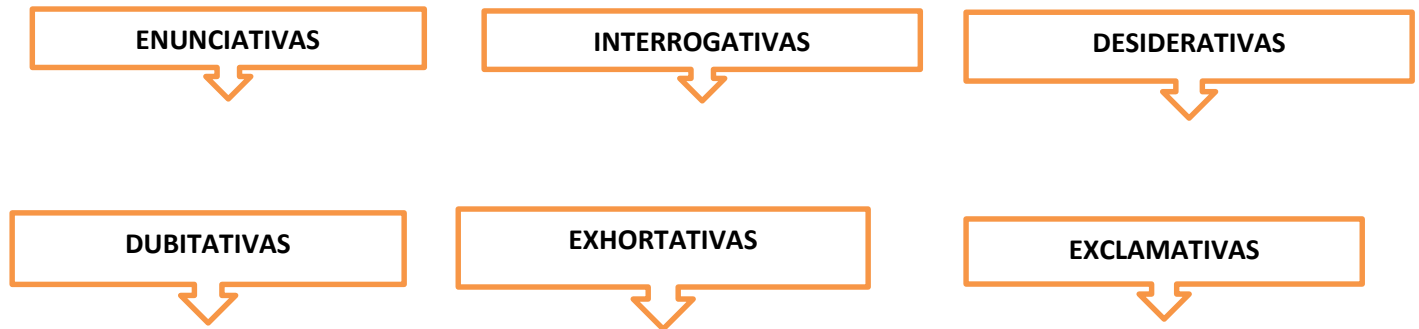 ENUNCIATIVAS
INTERROGATIVAS
DESIDERATIVAS
DUBITATIVAS
EXHORTATIVAS
EXCLAMATIVAS